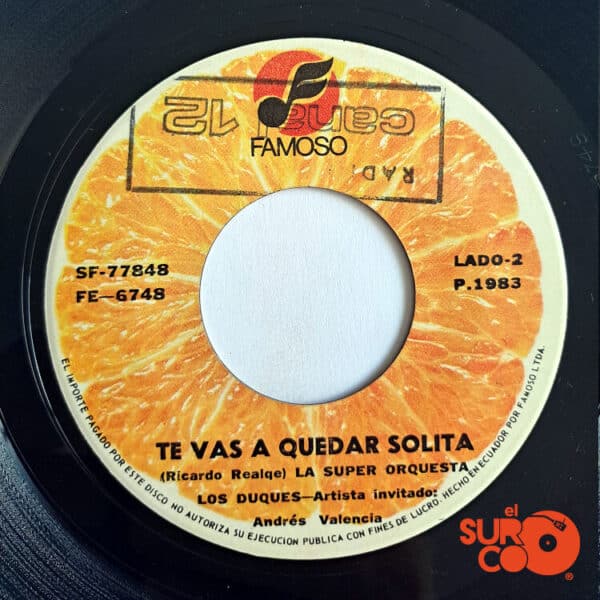 FAMOSO
canal 12
RAD.
SF-77848
FE-6748
LADO-2
P.1983
TE VAS A QUEDAR SOLITA
(Ricardo Realqe) LA SUPER ORQUESTA
LOS DUQUES-Artista invitado:
Andrés Valencia
EL IMPORTE PAGADO POR ESTE DISCO NO AUTORIZA SU EJECUCION PUBLICA CON FINES DE LUCRO. HECHO EN ECUADOR POR FAMOSO LTDA.
el
SURCO
®